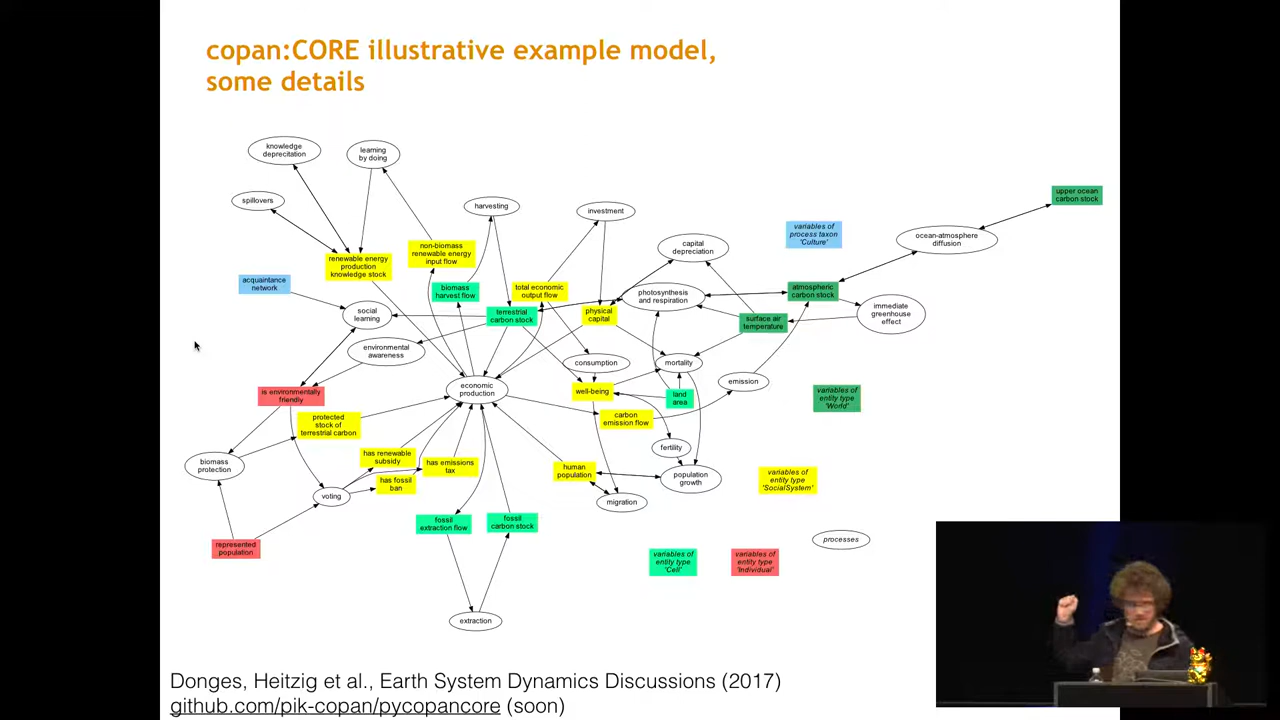 copan:CORE illustrative example model,
some details
knowledge
deprecitation
learning
by doing
spillovers
harvesting
investment
upper ocean
carbon stock
variables of
process taxon
'Culture'
ocean-atmosphere
diffusion
non-biomass
renewable energy
input flow
capital
depreciation
renewable energy
production
knowledge stock
acquaintance
network
biomass
harvest flow
total economic
output flow
photosynthesis
and respiration
atmospheric
carbon stock
social
learning
terrestrial
carbon stock
physical
capital
surface air
temperature
immediate
greenhouse
effect
environmental
awareness
consumption
mortality
emission
is environmentally
friendly
economic
production
well-being
land
area
variables of
entity type
'World'
protected
stock of
terrestrial carbon
carbon
emission flow
biomass
protection
has renewable
subsidy
has emissions
tax
has fossil
ban
fertility
human
population
population
growth
variables of
entity type
'SocialSystem'
voting
migration
fossil
extraction flow
fossil
carbon stock
processes
represented
population
variables of
entity type
'Cell'
variables of
entity type
'Individual'
extraction
Donges, Heitzig et al., Earth System Dynamics Discussions (2017)
github.com/pik-copan/pycopancore (soon)